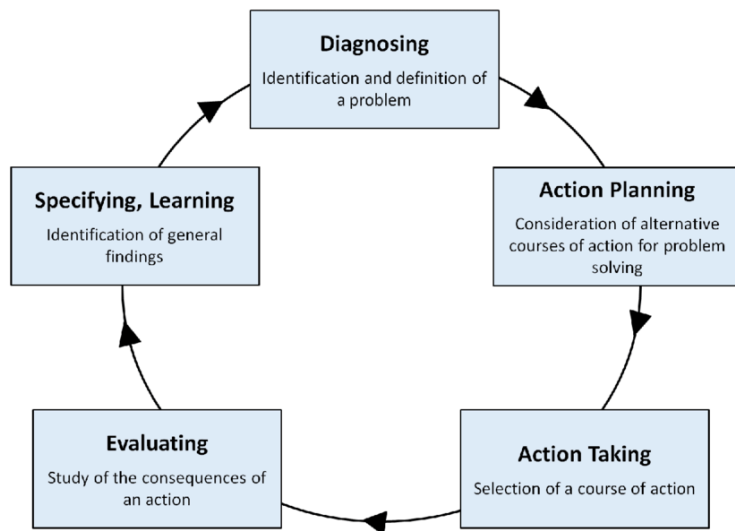 Diagnosing
Identification and definition of
a problem
Action Planning
Consideration of alternative
courses of action for problem
solving
Action Taking
Selection of a course of action
Evaluating
Study of the consequences of
an action
Specifying, Learning
Identification of general
findings